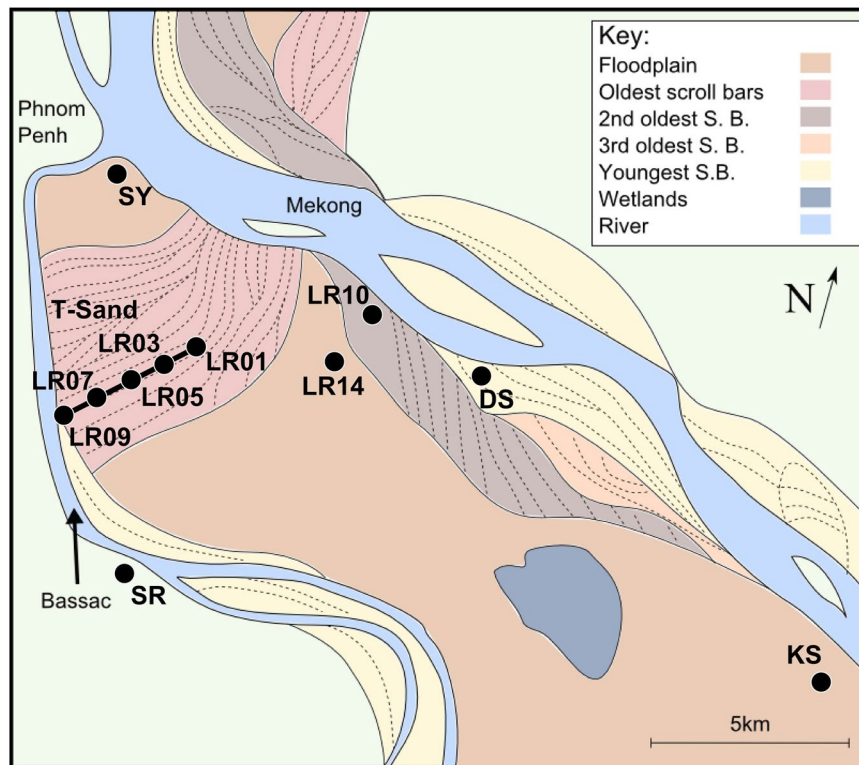 Key:
Floodplain
Oldest scroll bars
2nd oldest S. B.
3rd oldest S. B.
Youngest S.B.
Wetlands
River
Phnom
Penh
SY
Mekong
N
T-Sand
LR10
LR03
LR01
LR14
LR07
LR05
DS
LR09
Bassac
SR
KS
5km